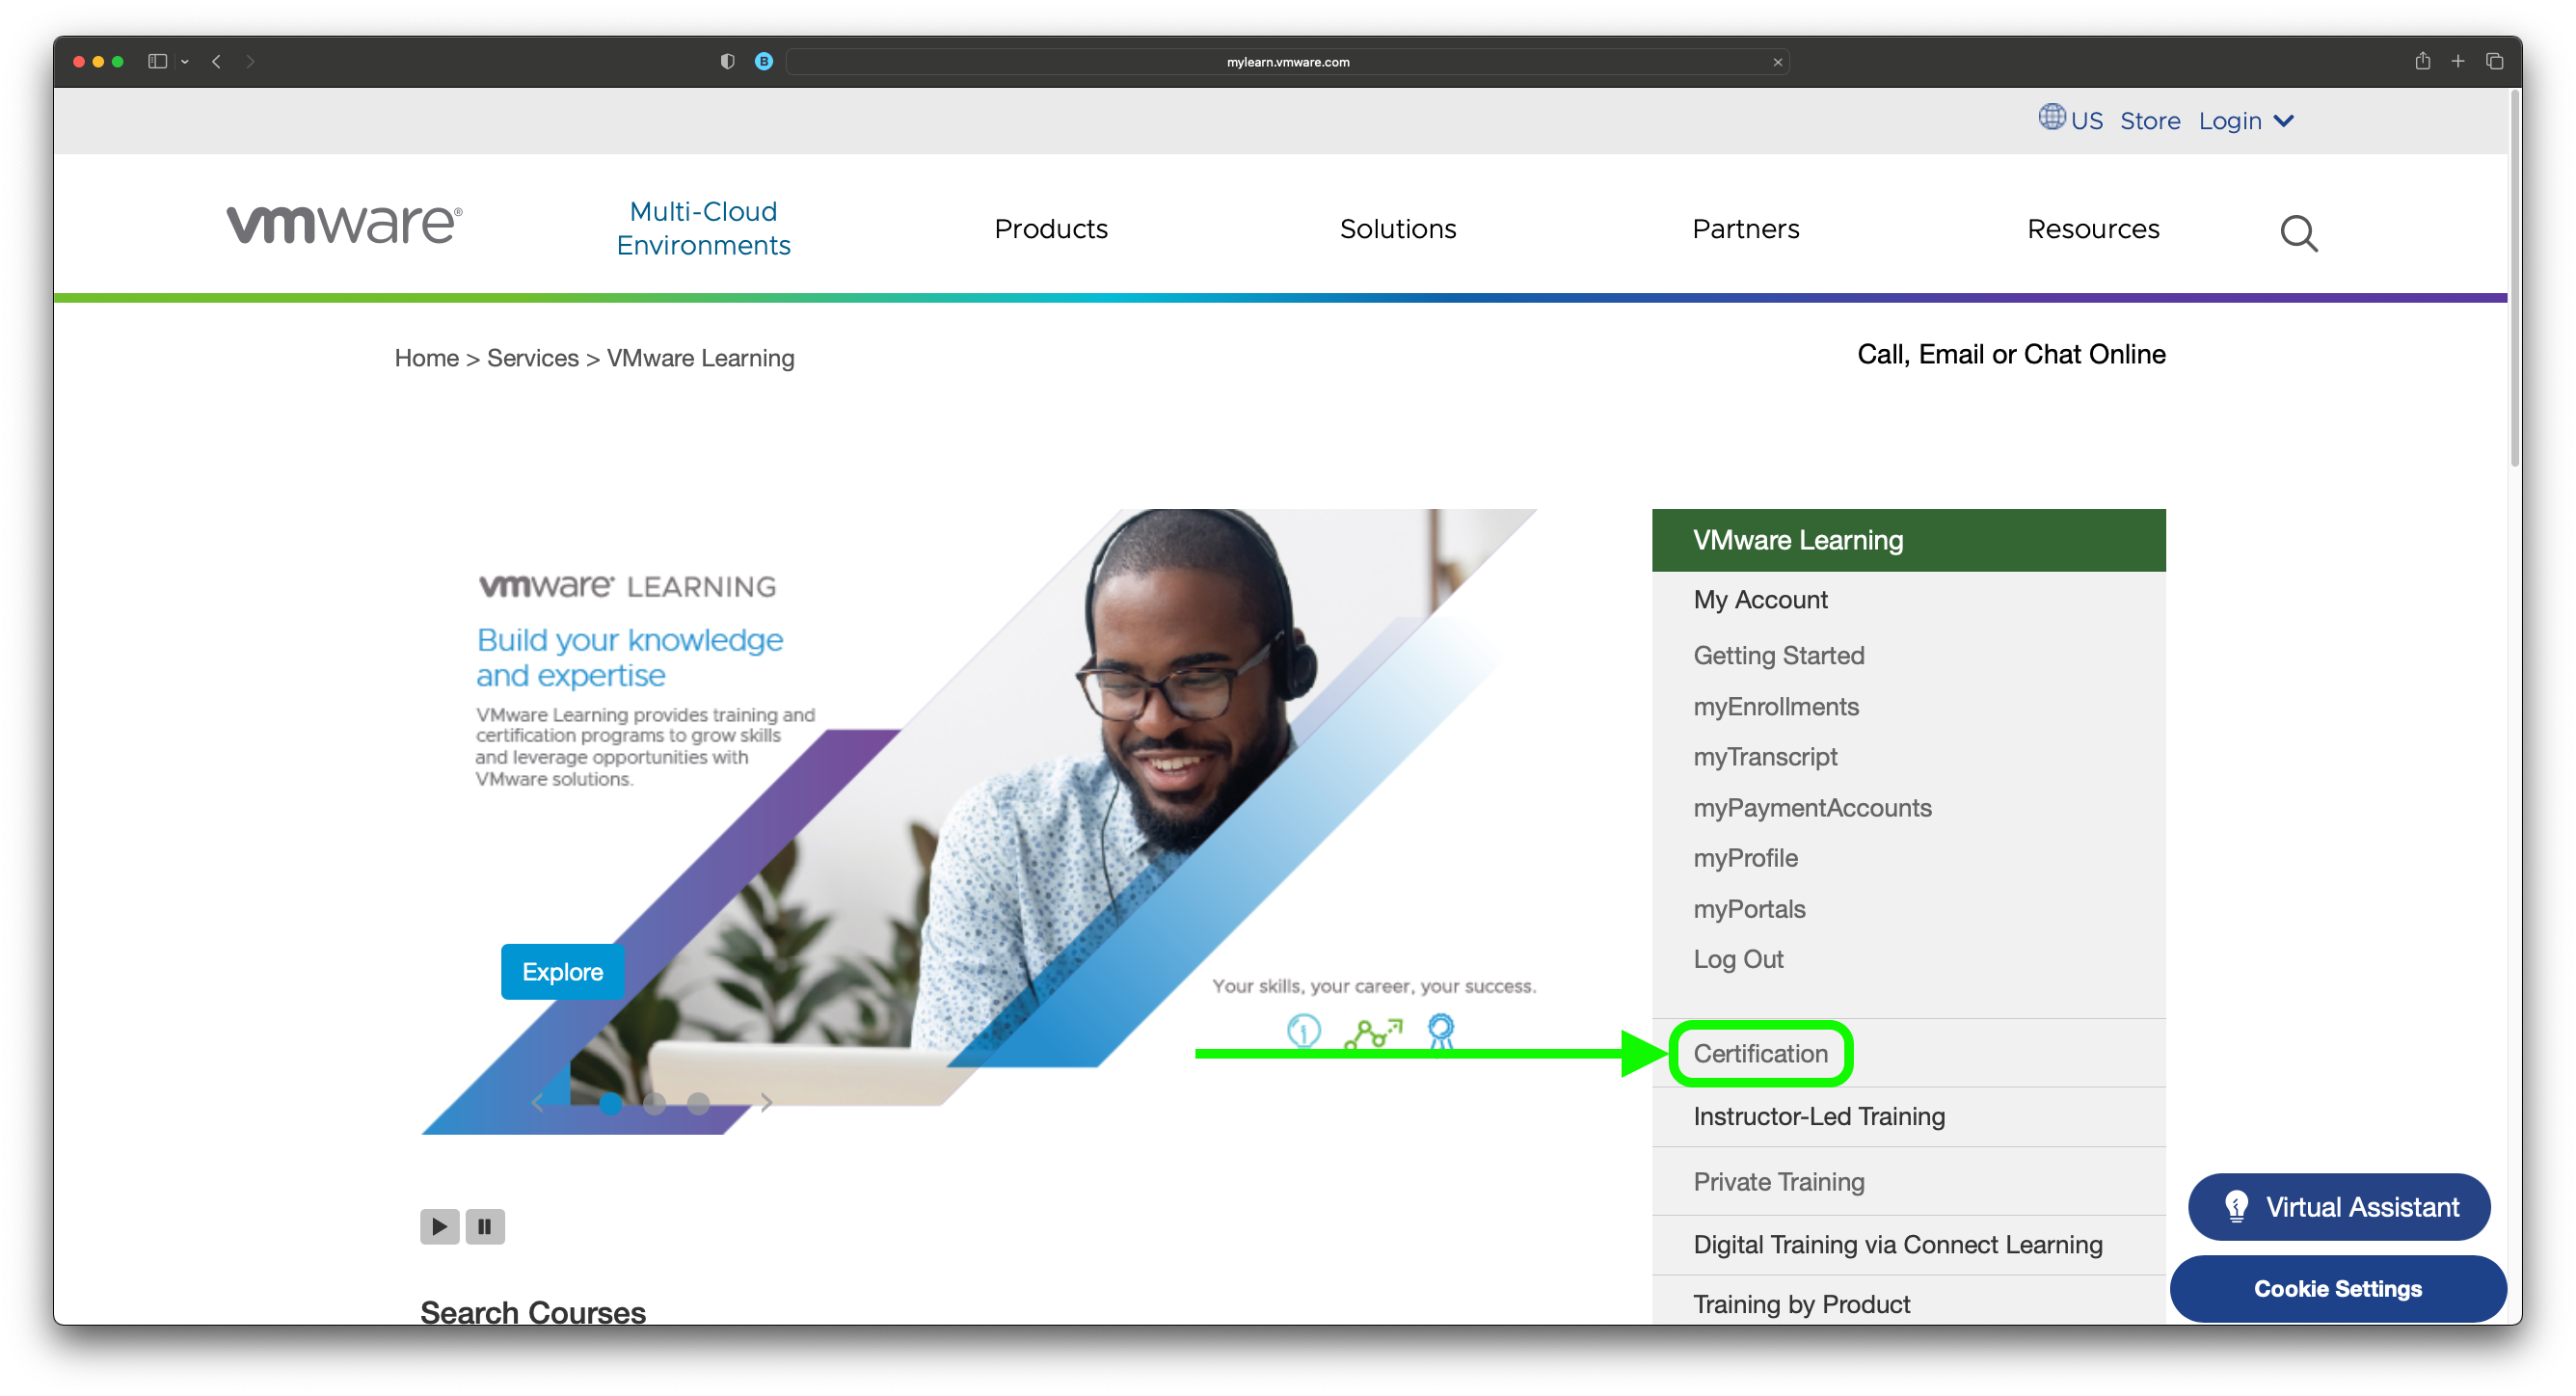 mylearn.vmware.com
US Store Login
vmware®
Multi-Cloud
Environments
Products
Solutions
Partners
Resources
Home > Services > VMware Learning
Call, Email or Chat Online
vmware® LEARNING
Build your knowledge
and expertise
VMware Learning provides training and
certification programs to grow skills
and leverage opportunities with
VMware solutions.
Explore
Your skills, your career, your success.
VMware Learning
My Account
Getting Started
myEnrollments
myTranscript
myPaymentAccounts
myProfile
myPortals
Log Out
Certification
Instructor-Led Training
Private Training
Digital Training via Connect Learning
Training by Product
Search Courses
Virtual Assistant
Cookie Settings